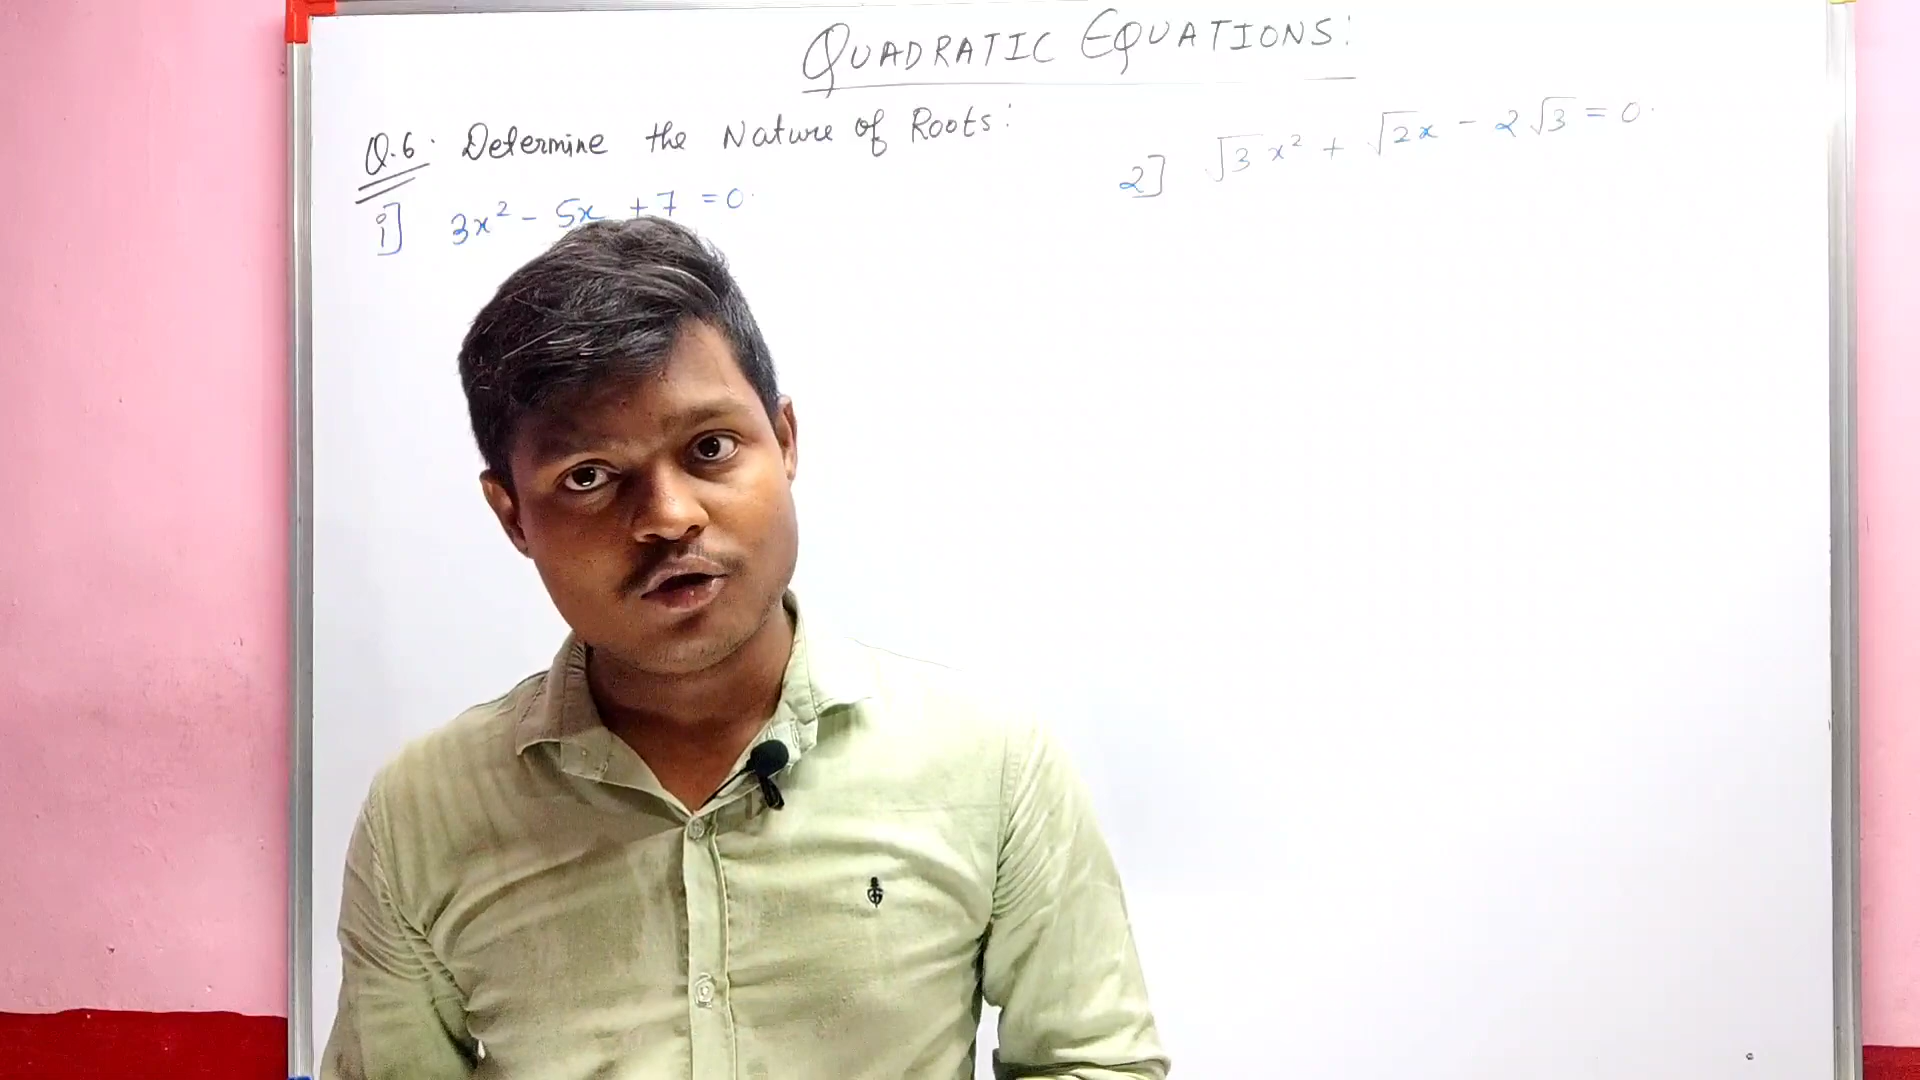 QUADRATIC EQUATIONS:
Q.6. Determine the Nature of Roots:
i] 3x² - 5x + 7 = 0.
2] √3 x² + √2x - 2√3 = 0.